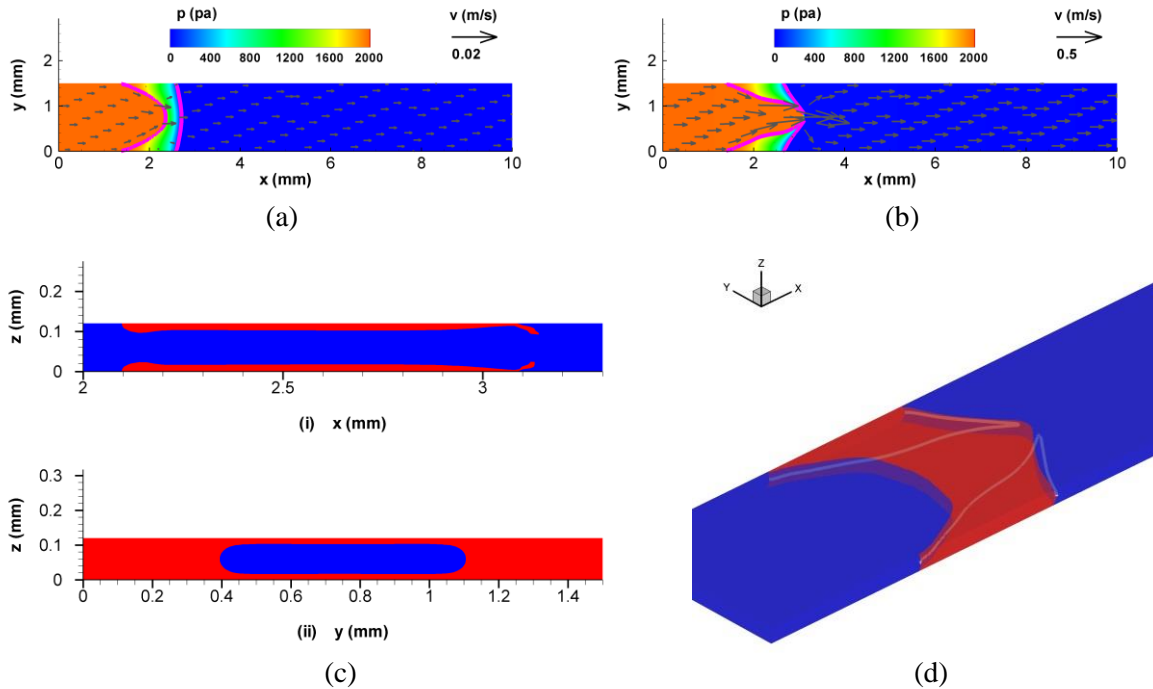 p (pa)
v (m/s)
0 400 800 1200 1600 2000
0.02
y (mm)
2
1
0
0 2 4 6 8 10
x (mm)
(a)
p (pa)
v (m/s)
0 400 800 1200 1600 2000
0.5
y (mm)
2
1
0
0 2 4 6 8 10
x (mm)
(b)
z (mm)
0.2
0.1
0
2 2.5 3
(i) x (mm)
z (mm)
0.3
0.2
0.1
0
0 0.2 0.4 0.6 0.8 1 1.2 1.4
(ii) y (mm)
(c)
Z
Y X
(d)